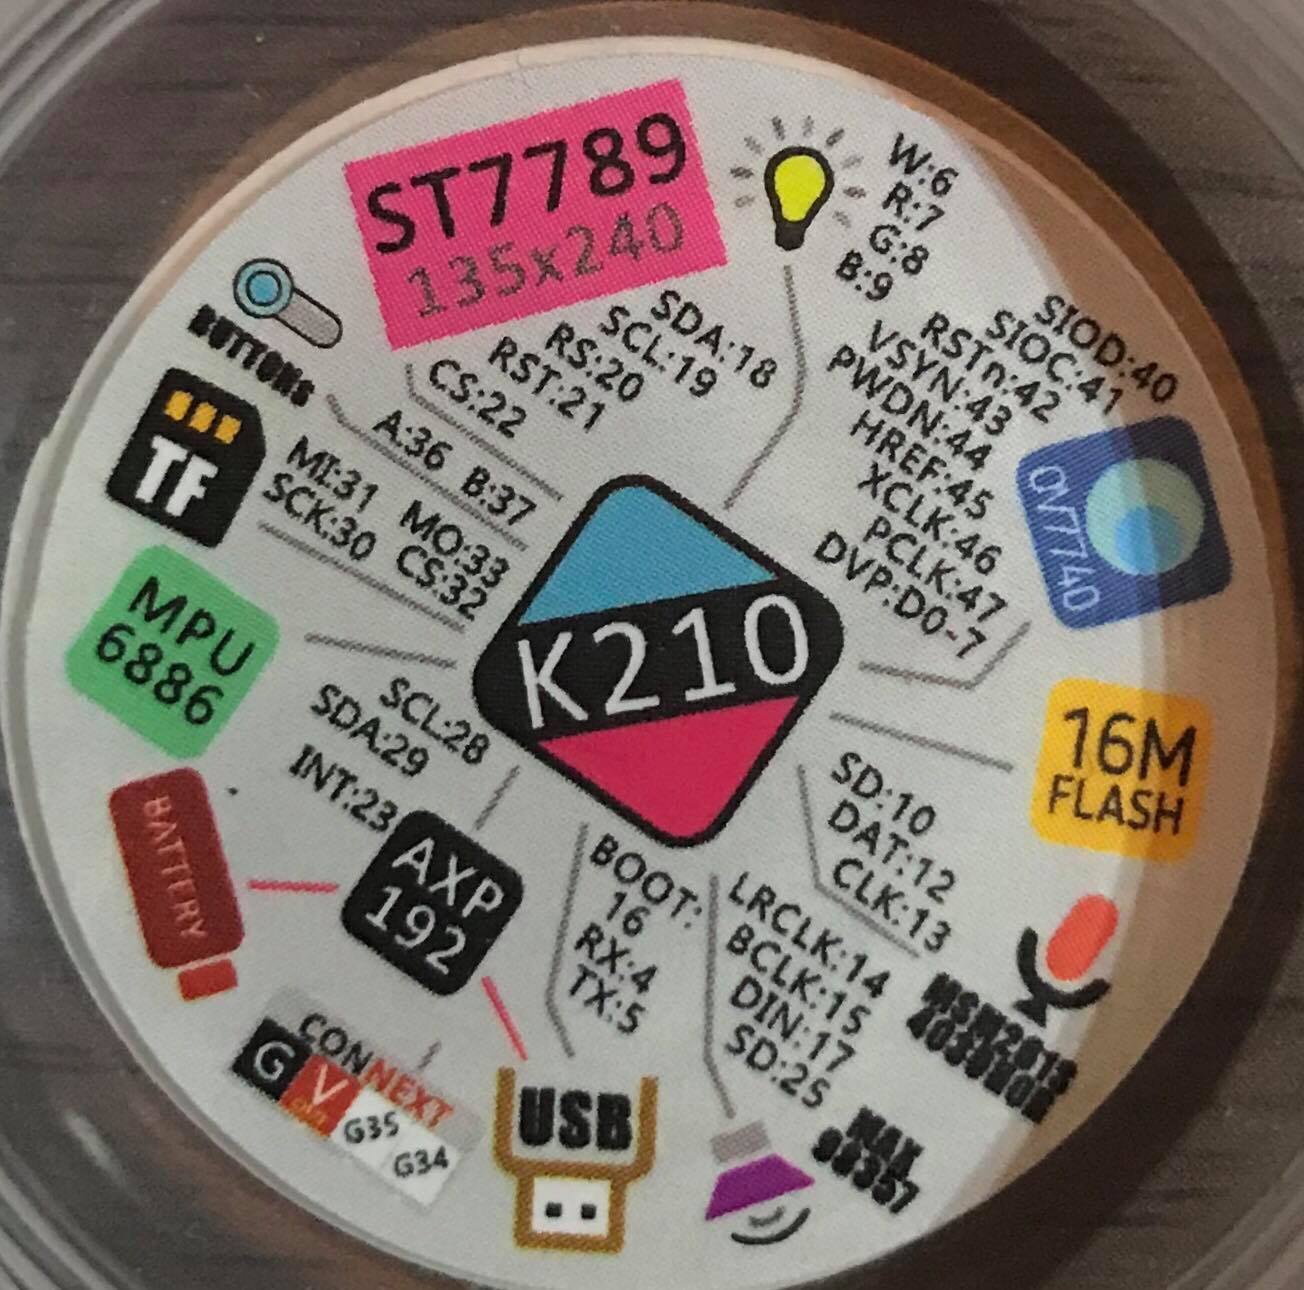 ST7789
135x240
SDA:18
SCL:19
RS:20
RST:21
CS:22
W:6
R:7
G:8
B:9
SIOD:40
SIOC:41
RSTn:42
VSYN:43
PWDN:44
HREF:45
XCLK:46
PCLK:47
DVP:D0-7
OV7740
BUTTONS
A:36 B:37
TF
MI:31 MO:33
SCK:30 CS:32
K210
MPU
6886
SCL:28
SDA:29
INT:23
16M
FLASH
SD:10
DAT:12
CLK:13
BATTERY
AXP
192
BOOT:
16
RX:4
TX:5
LRCLK:14
BCLK:15
DIN:17
SD:25
MAX
98357
CONNEXT
G V G35 G34
USB